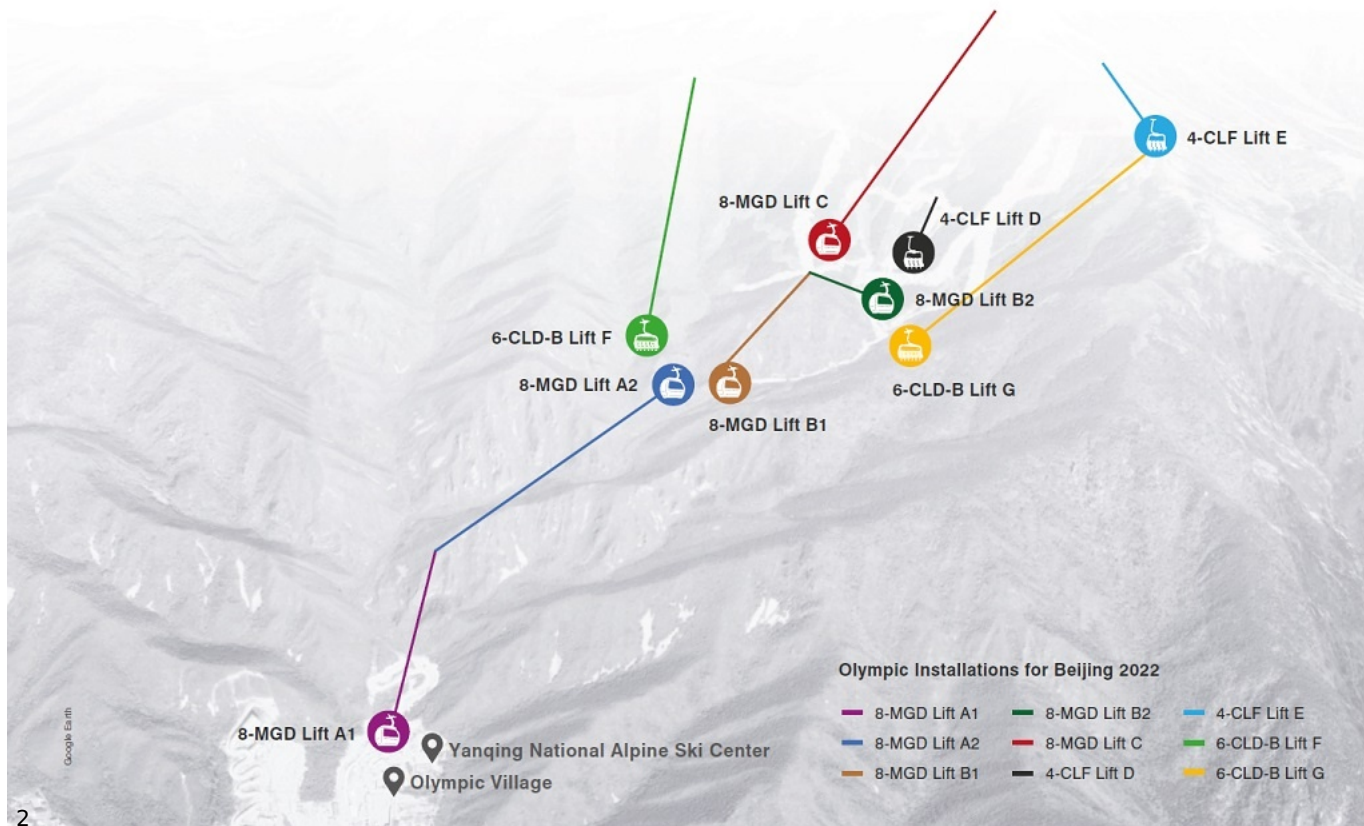 8-MGD Lift C
4-CLF Lift E
4-CLF Lift D
8-MGD Lift B2
6-CLD-B Lift F
8-MGD Lift A2
6-CLD-B Lift G
8-MGD Lift B1
Olympic Installations for Beijing 2022
8-MGD Lift A1
8-MGD Lift B2
4-CLF Lift E
8-MGD Lift A2
8-MGD Lift C
6-CLD-B Lift F
8-MGD Lift B1
4-CLF Lift D
6-CLD-B Lift G
8-MGD Lift A1
Yanqing National Alpine Ski Center
Olympic Village
Google Earth
2